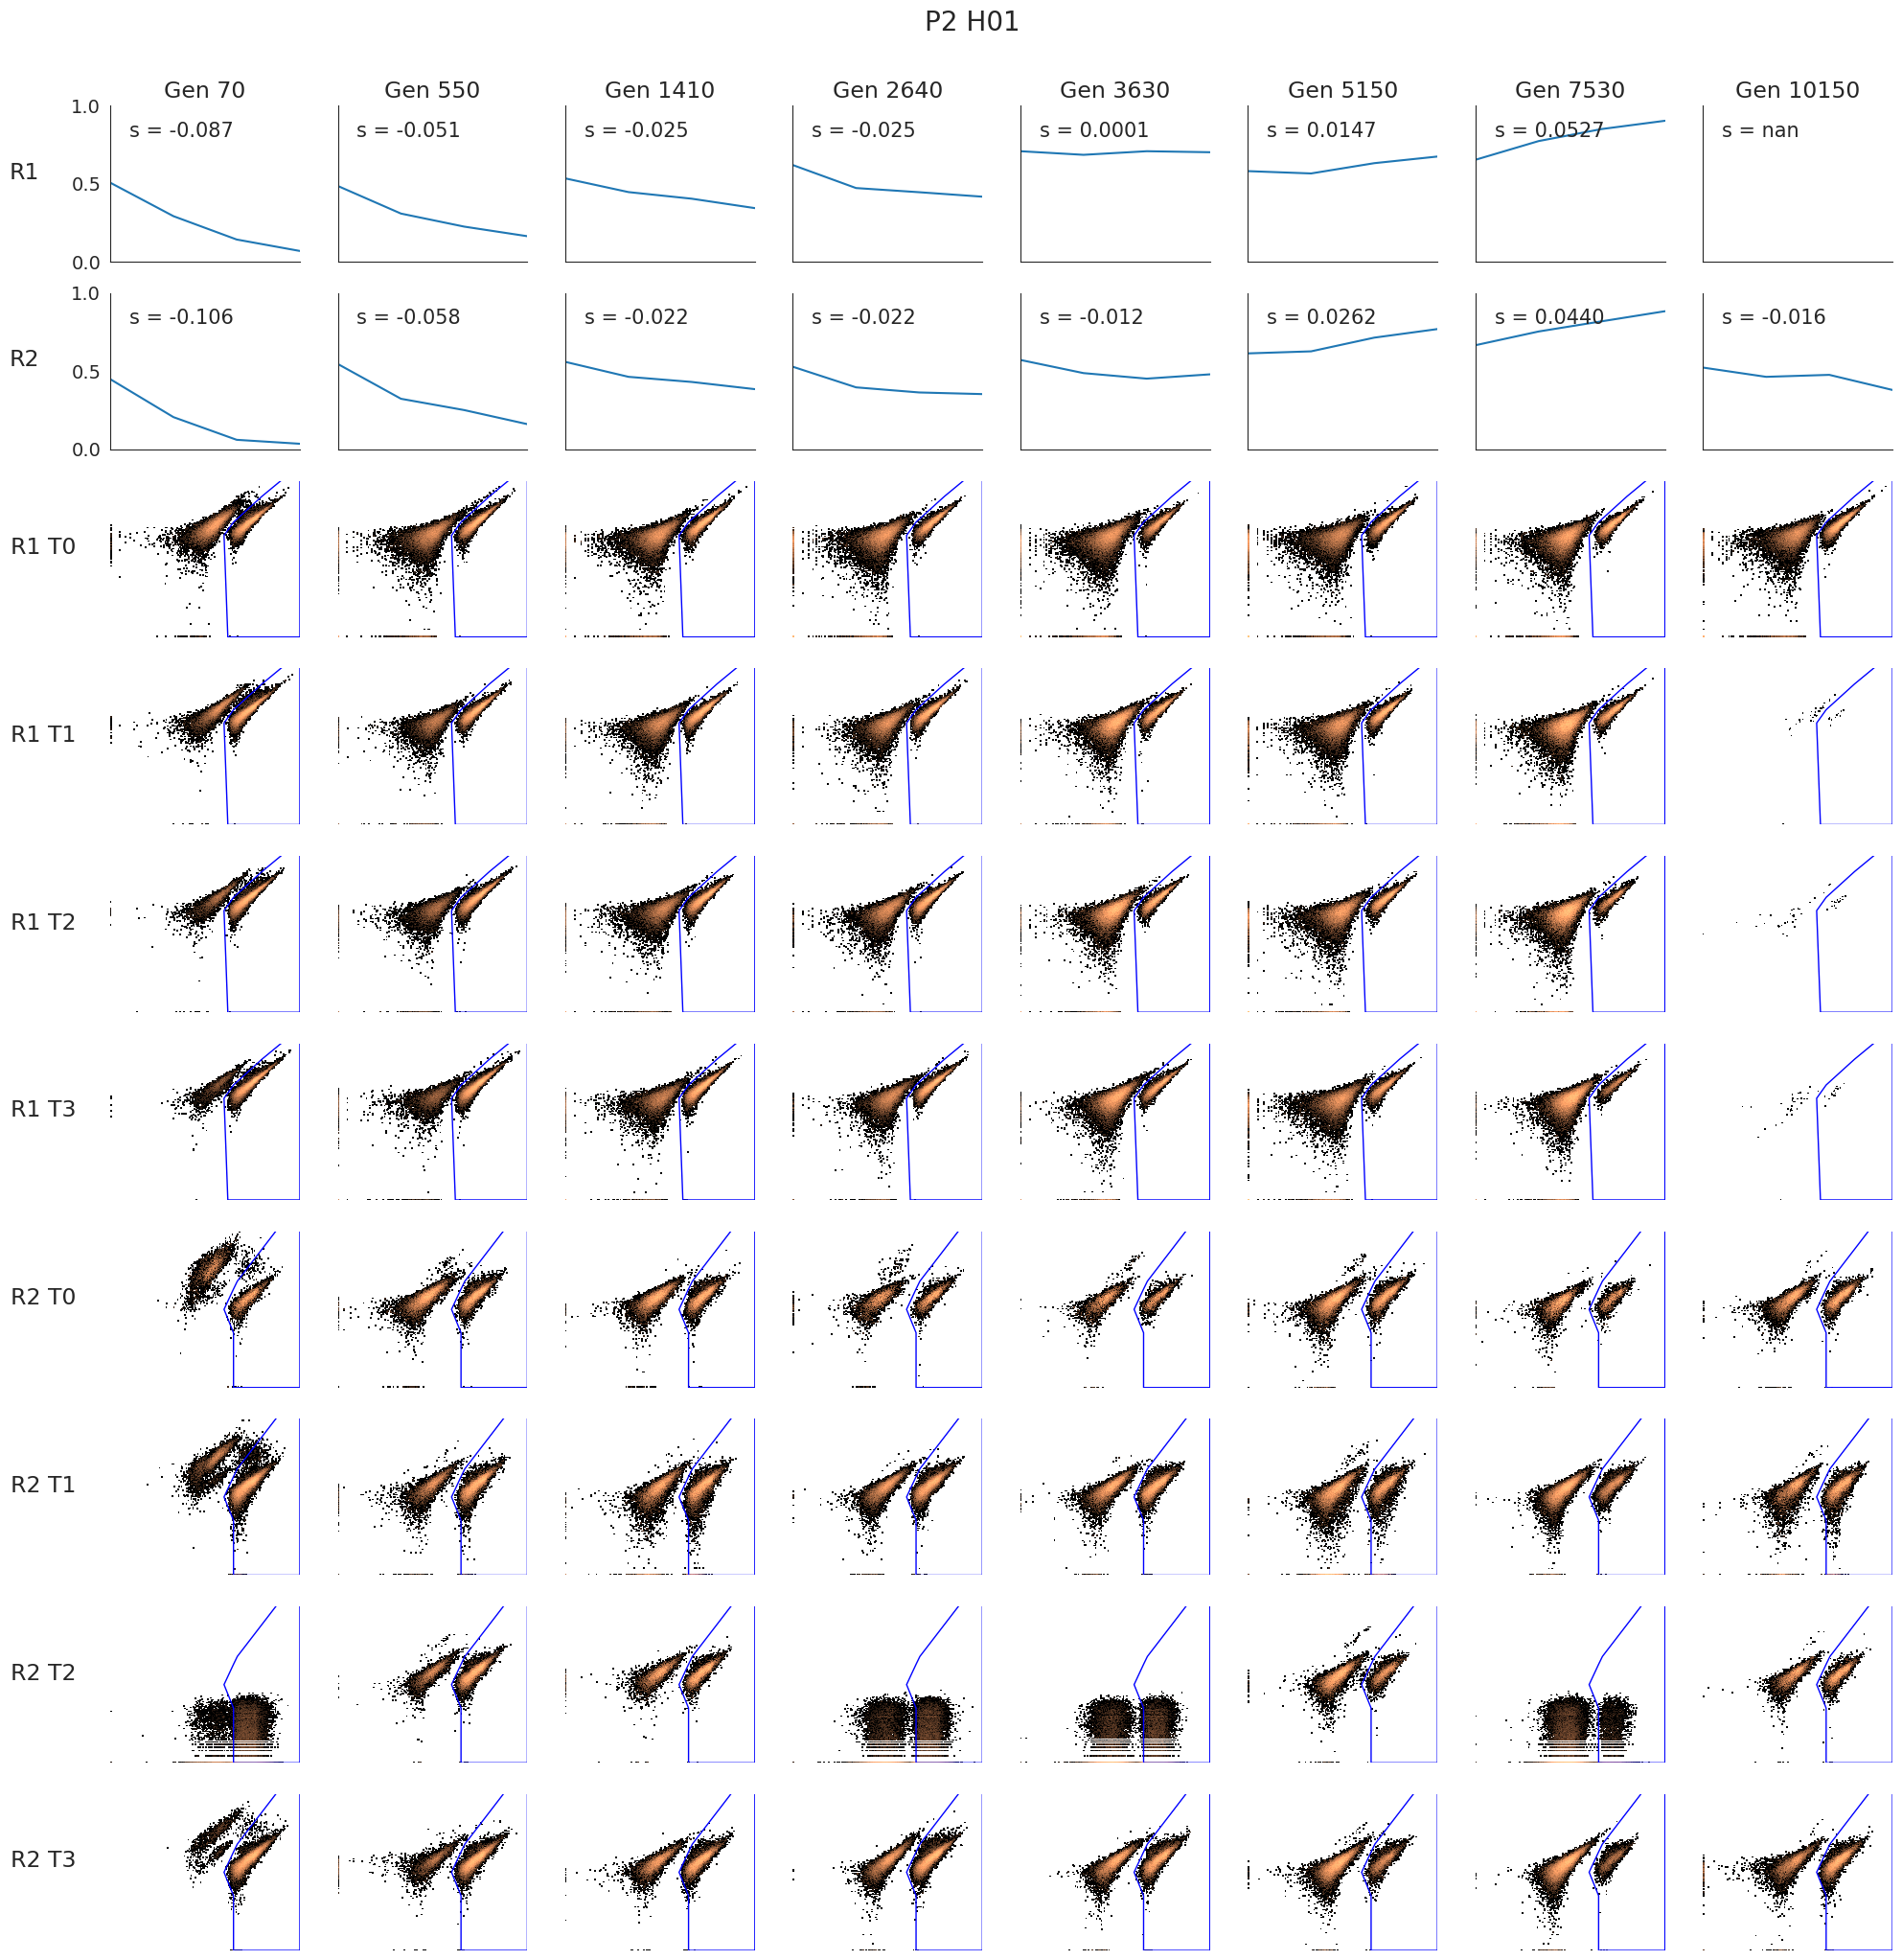 P2 H01
Gen 70 Gen 550 Gen 1410 Gen 2640 Gen 3630 Gen 5150 Gen 7530 Gen 10150
1.0
s = -0.087 s = -0.051 s = -0.025 s = -0.025 s = 0.0001 s = 0.0147 s = 0.0527 s = nan
R1
0.5
0.0
1.0
s = -0.106 s = -0.058 s = -0.022 s = -0.022 s = -0.012 s = 0.0262 s = 0.0440 s = -0.016
R2
0.5
0.0
R1 T0
R1 T1
R1 T2
R1 T3
R2 T0
R2 T1
R2 T2
R2 T3